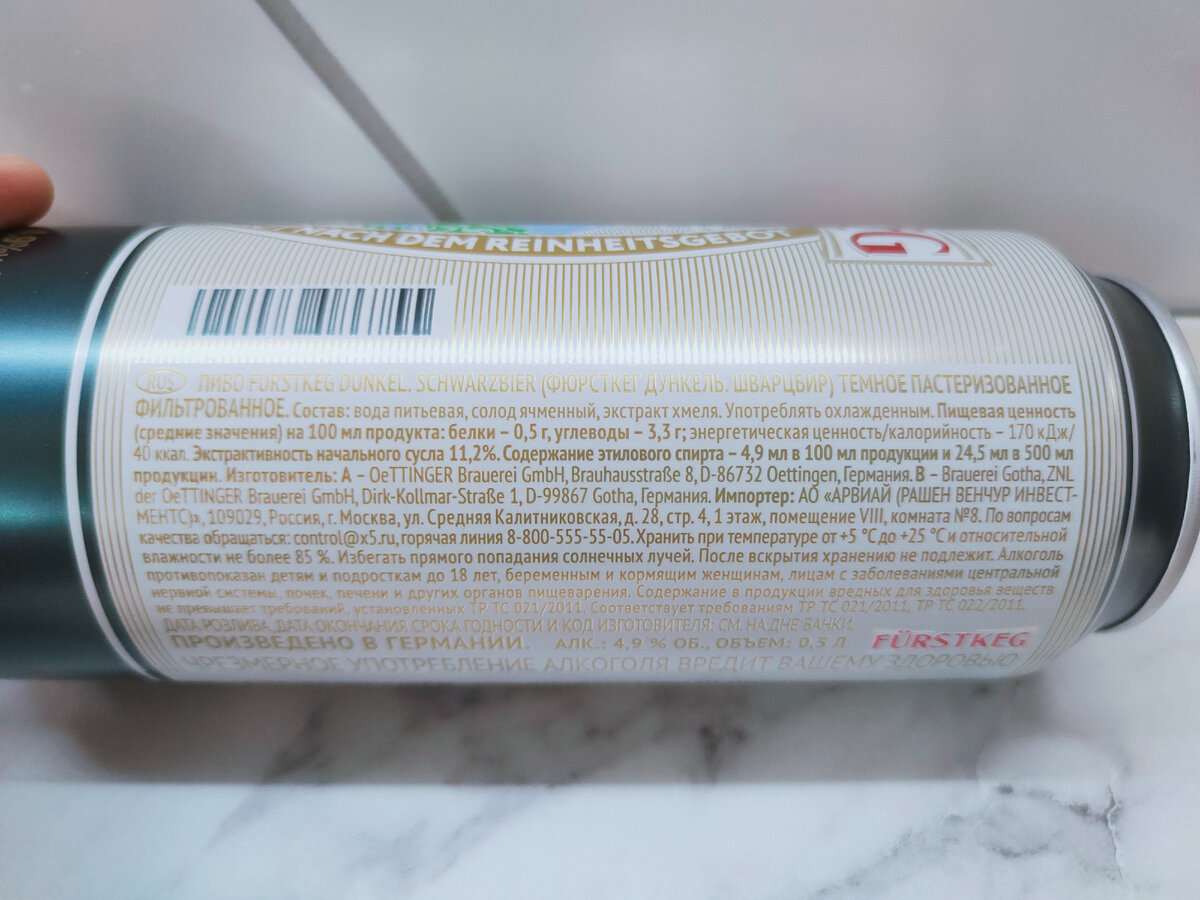 NACH DEM REINHEITSGEBOT
G
RUS ПИВО FÜRSTKEG DUNKEL. SCHWARZBIER (ФЮРСТКЕГ ДУНКЕЛЬ. ШВАРЦБИР) ТЕМНОЕ ПАСТЕРИЗОВАННОЕ
ФИЛЬТРОВАННОЕ. Состав: вода питьевая, солод ячменный, экстракт хмеля. Употреблять охлажденным. Пищевая ценность
(средние значения) на 100 мл продукта: белки – 0,5 г, углеводы – 3,3 г; энергетическая ценность/калорийность – 170 кДж/
40 ккал. Экстрактивность начального сусла 11,2%. Содержание этилового спирта – 4,9 мл в 100 мл продукции и 24,5 мл в 500 мл
продукции. Изготовитель: А – OeTTINGER Brauerei GmbH, Brauhausstraße 8, D-86732 Oettingen, Германия. В – Brauerei Gotha, ZNL
der OeTTINGER Brauerei GmbH, Dirk-Kollmar-Straße 1, D-99867 Gotha, Германия. Импортер: АО «АРВИАЙ (РАШЕН ВЕНЧУР ИНВЕСТ-
МЕНТС)», 109029, Россия, г. Москва, ул. Средняя Калитниковская, д. 28, стр. 4, 1 этаж, помещение VIII, комната №8. По вопросам
качества обращаться: control@x5.ru, горячая линия 8-800-555-55-05. Хранить при температуре от +5 °С до +25 °С и относительной
влажности не более 85 %. Избегать прямого попадания солнечных лучей. После вскрытия хранению не подлежит. Алкоголь
противопоказан детям и подросткам до 18 лет, беременным и кормящим женщинам, лицам с заболеваниями центральной
нервной системы, почек, печени и других органов пищеварения. Содержание в продукции вредных для здоровья веществ
не превышает требований, установленных ТР ТС 021/2011. Соответствует требованиям ТР ТС 021/2011, ТР ТС 022/2011.
ДАТА РОЗЛИВА, ДАТА ОКОНЧАНИЯ СРОКА ГОДНОСТИ И КОД ИЗГОТОВИТЕЛЯ: СМ. НА ДНЕ БАНКИ.
ПРОИЗВЕДЕНО В ГЕРМАНИИ. АЛК.: 4,9 % ОБ., ОБЪЕМ: 0,5 Л FÜRSTKEG
ЧРЕЗМЕРНОЕ УПОТРЕБЛЕНИЕ АЛКОГОЛЯ ВРЕДИТ ВАШЕМУ ЗДОРОВЬЮ